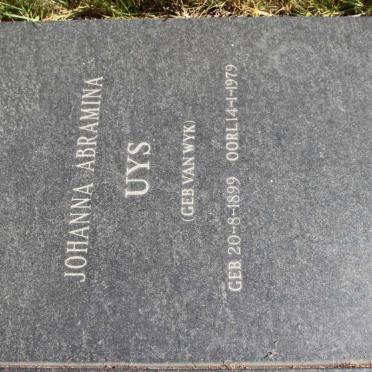 JOHANNA ABRAMINA
UYS
(GEB VAN WYK)
GEB 20-8-1899 OORL 14-1-1979